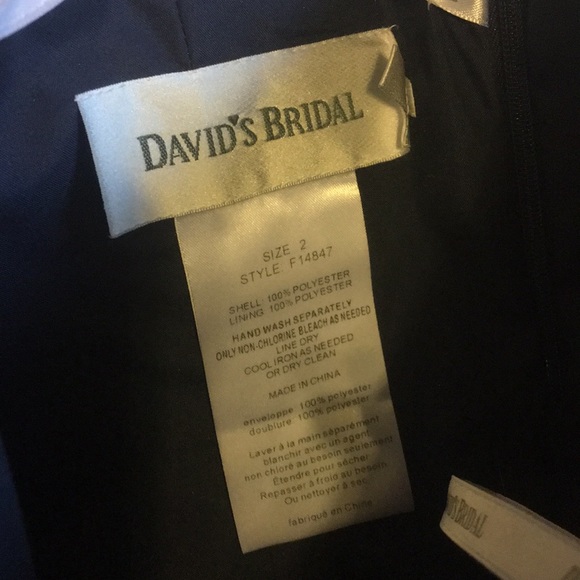 DAVID'S BRIDAL
SIZE 2
STYLE: F14847
SHELL: 100% POLYESTER
LINING: 100% POLYESTER
HAND WASH SEPARATELY
ONLY NON-CHLORINE BLEACH AS NEEDED
LINE DRY
COOL IRON AS NEEDED
OR DRY CLEAN
MADE IN CHINA
enveloppe: 100% polyester
doublure: 100% polyester
Laver à la main séparément
blanchir avec un agent
non chloré au besoin seulement
Étendre pour sécher
Repasser à froid au besoin
Ou nettoyer à sec
fabriqué en Chine
BRIDAL